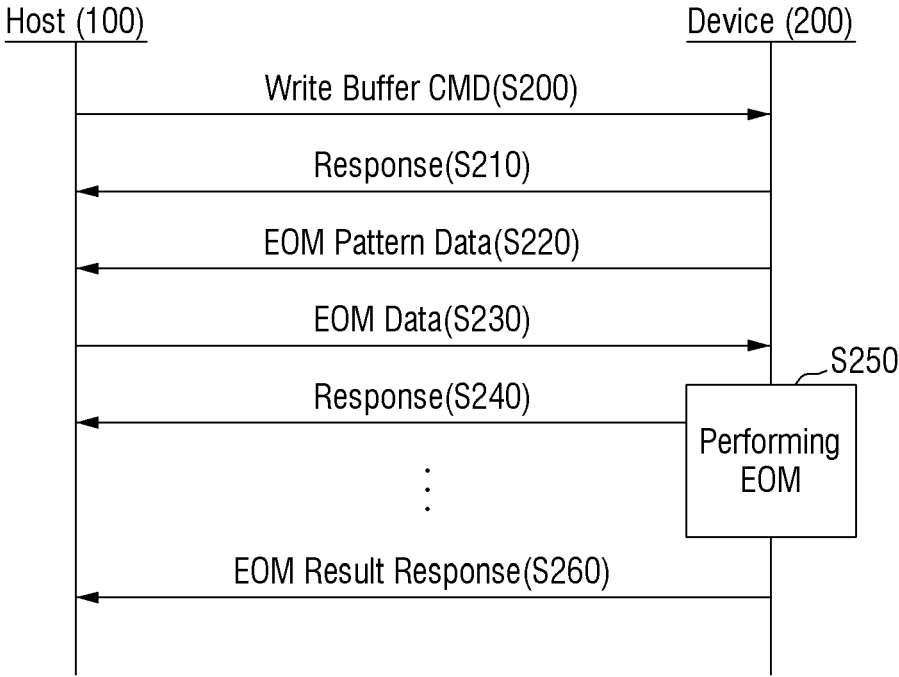 Host (100)
Device (200)
Write Buffer CMD(S200)
Response(S210)
EOM Pattern Data(S220)
EOM Data(S230)
S250
Response(S240)
Performing
EOM
EOM Result Response(S260)